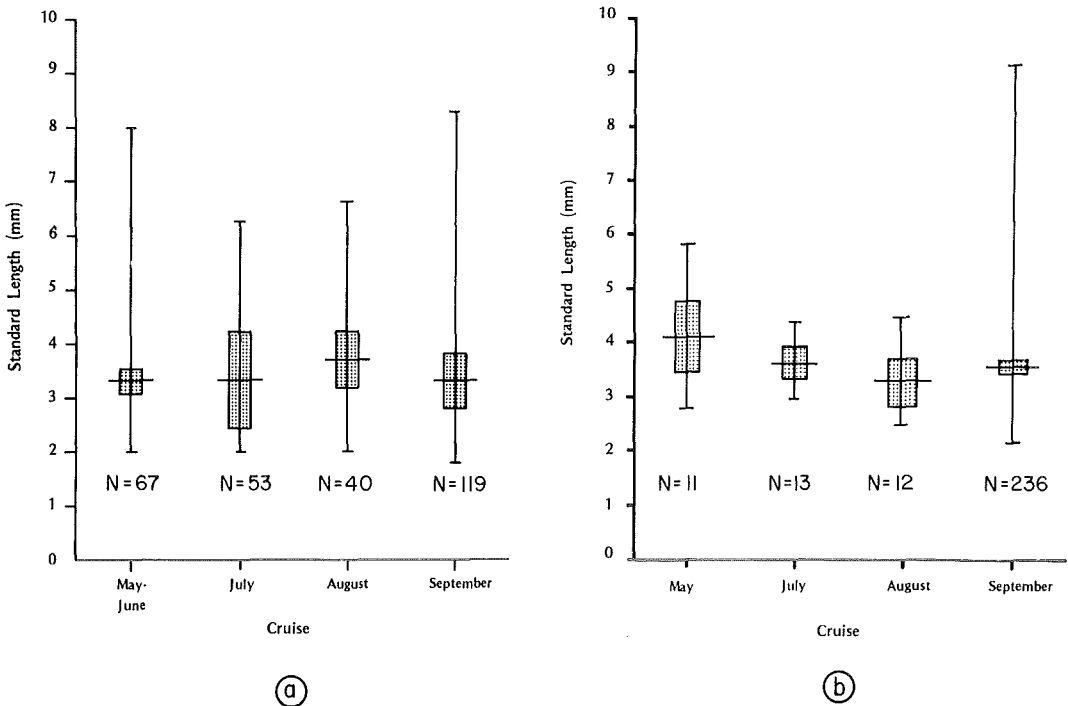 10
9
8
7
6
5
4
3
2
1
0
Standard Length (mm)
N=67 N=53 N=40 N=119
May-
June
July August September
Cruise
a
10
9
8
7
6
5
4
3
2
1
0
Standard Length (mm)
N=11 N=13 N=12 N=236
May July August September
Cruise
b